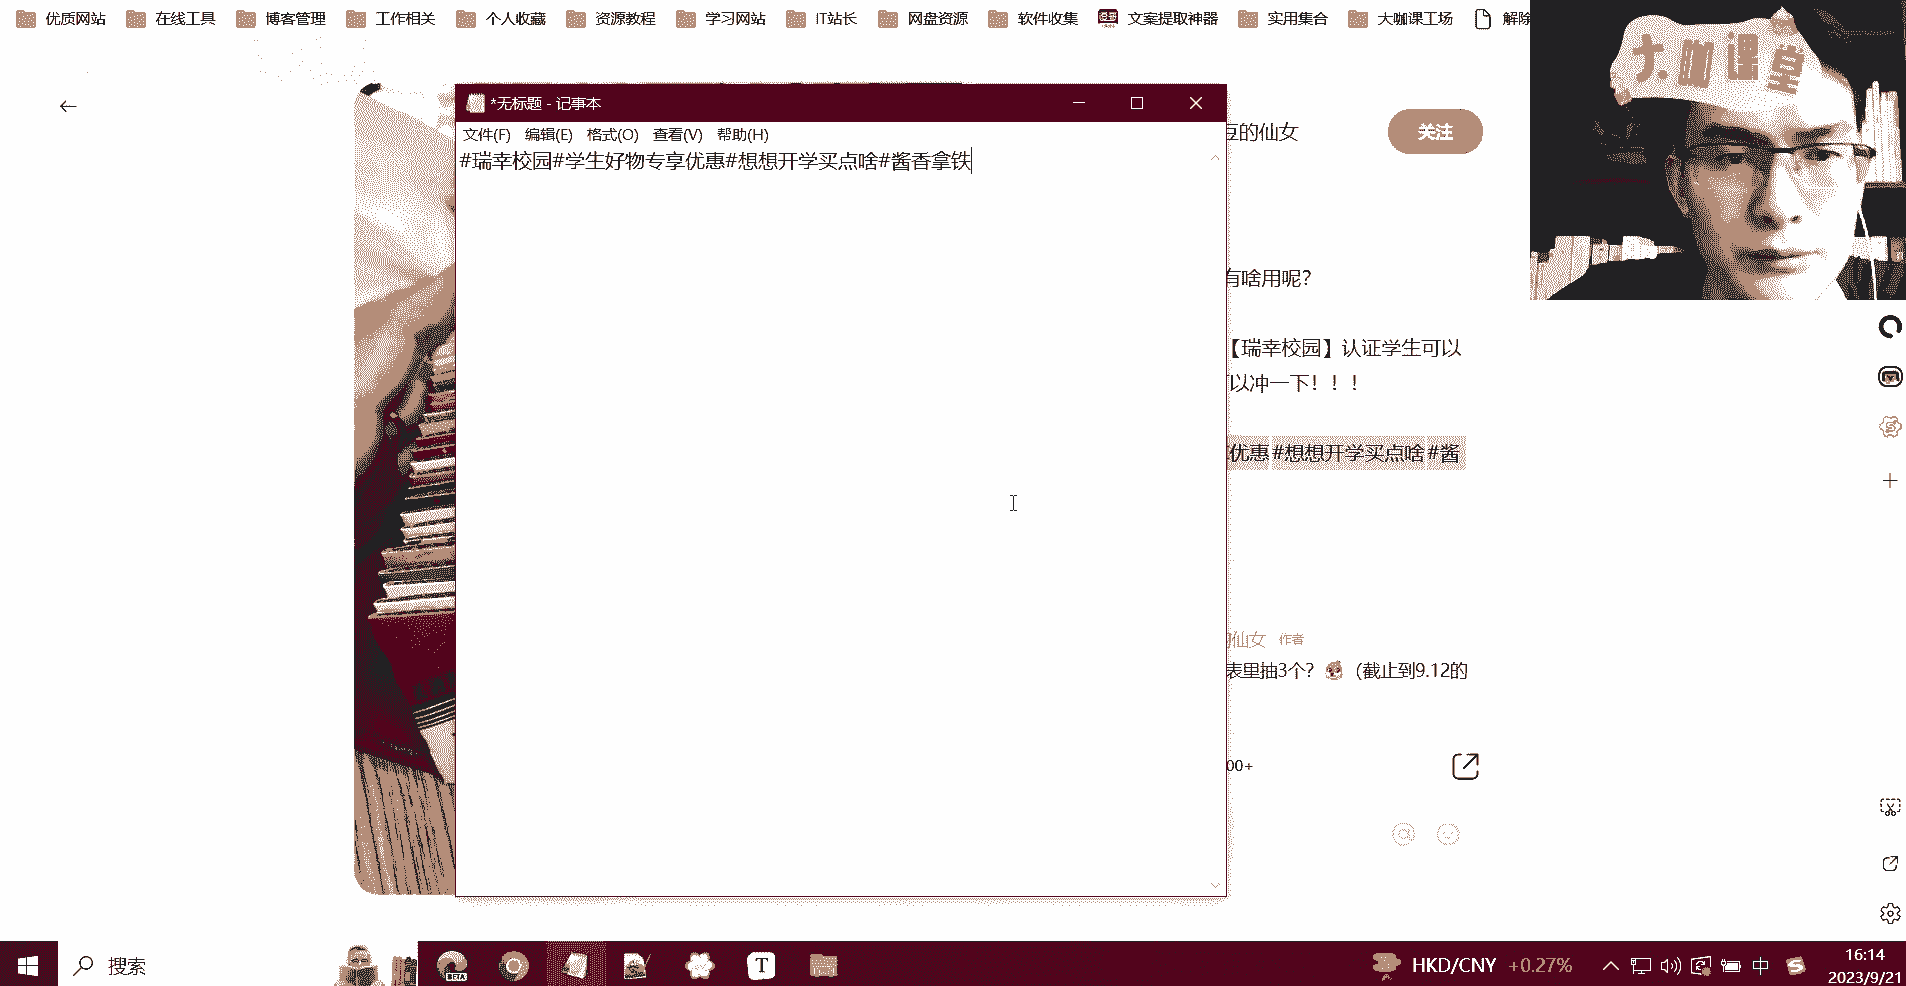 优质网站 在线工具 博客管理 工作相关 个人收藏 资源教程 学习网站 IT站长 网盘资源 软件收集 文案提取神器 实用集合 大咖课工场 解除
大咖课堂
*无标题 - 记事本
文件(F) 编辑(E) 格式(O) 查看(V) 帮助(H)
#瑞幸校园#学生好物专享优惠#想想开学买点啥#酱香拿铁
豆的仙女
关注
有啥用呢?
【瑞幸校园】认证学生可以
以冲一下！！！
优惠 #想想开学买点啥 #酱
仙女 作者
表里抽3个? (截止到9.12的
00+
搜索
BETA
T
HKD/CNY +0.27%
中
S
16:14
2023/9/21